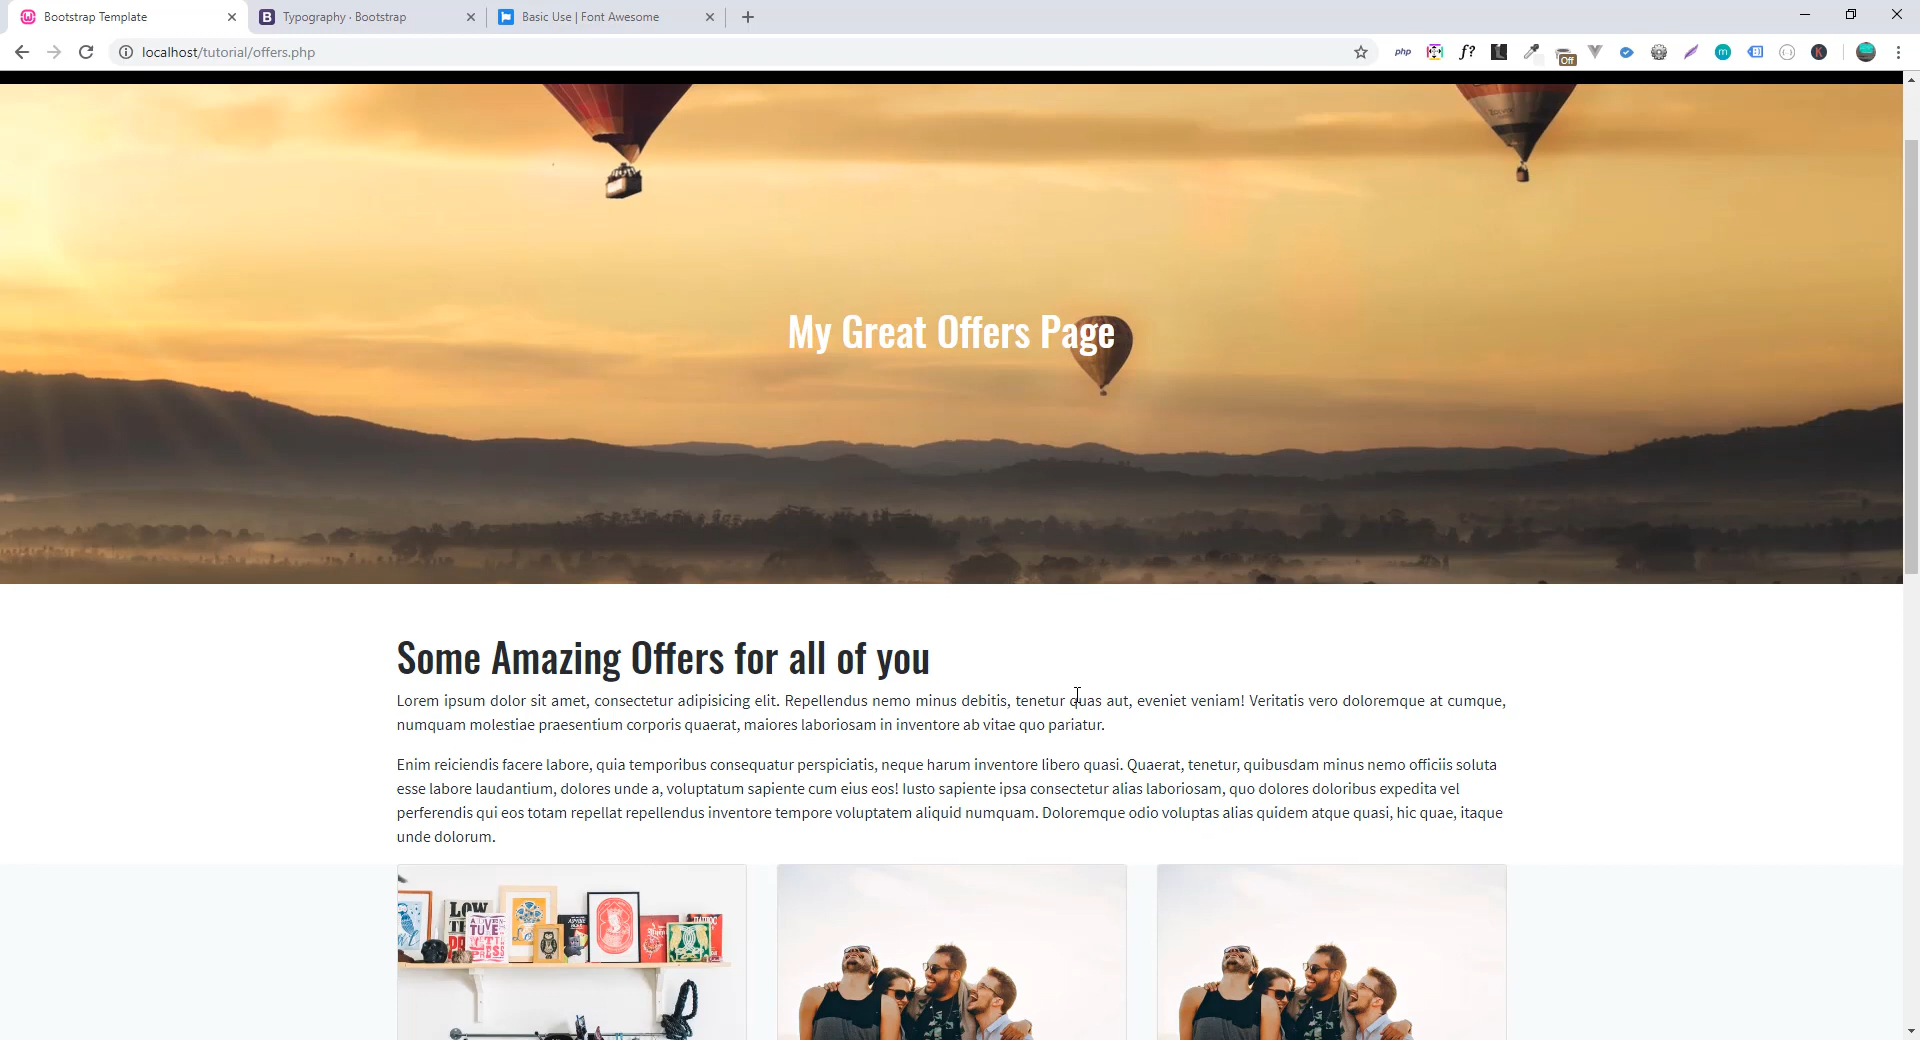 Bootstrap Template
Typography · Bootstrap
Basic Use | Font Awesome
localhost/tutorial/offers.php
php
f?
Off
m
K
My Great Offers Page
Some Amazing Offers for all of you
Lorem ipsum dolor sit amet, consectetur adipisicing elit. Repellendus nemo minus debitis, tenetur quas aut, eveniet veniam! Veritatis vero doloremque at cumque,
numquam molestiae praesentium corporis quaerat, maiores laboriosam in inventore ab vitae quo pariatur.
Enim reiciendis facere labore, quia temporibus consequatur perspiciatis, neque harum inventore libero quasi. Quaerat, tenetur, quibusdam minus nemo officiis soluta
esse labore laudantium, dolores unde a, voluptatum sapiente cum eius eos! Iusto sapiente ipsa consectetur alias laboriosam, quo dolores doloribus expedita vel
perferendis qui eos totam repellat repellendus inventore tempore voluptatem aliquid numquam. Doloremque odio voluptas alias quidem atque quasi, hic quae, itaque
unde dolorum.
LOW